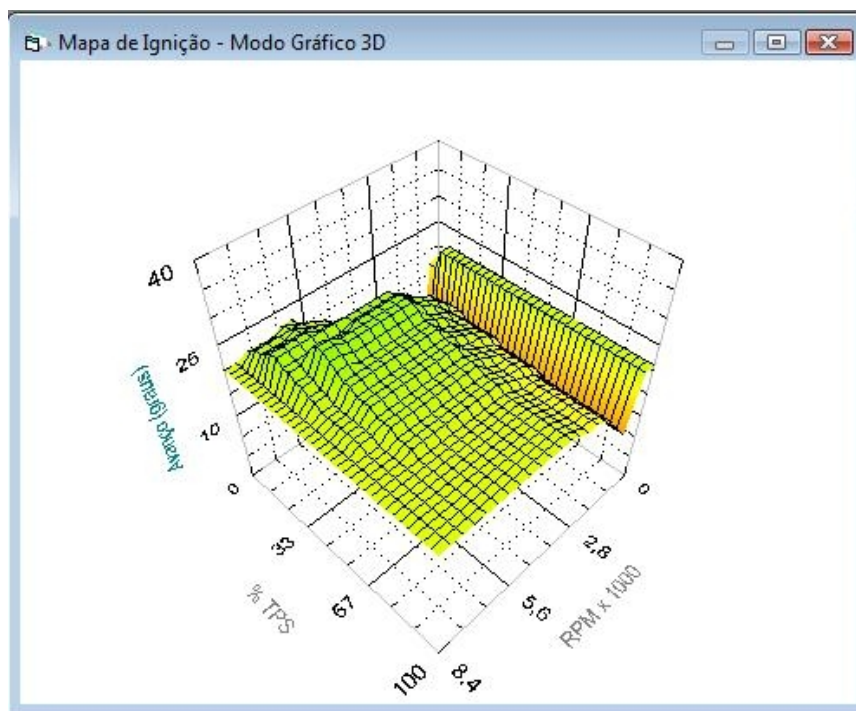 Mapa de Ignição - Modo Gráfico 3D
40
25
10
0
Avanço (graus)
0
33
2,8
% TPS
67
5,6
RPM x 1000
100
8,4